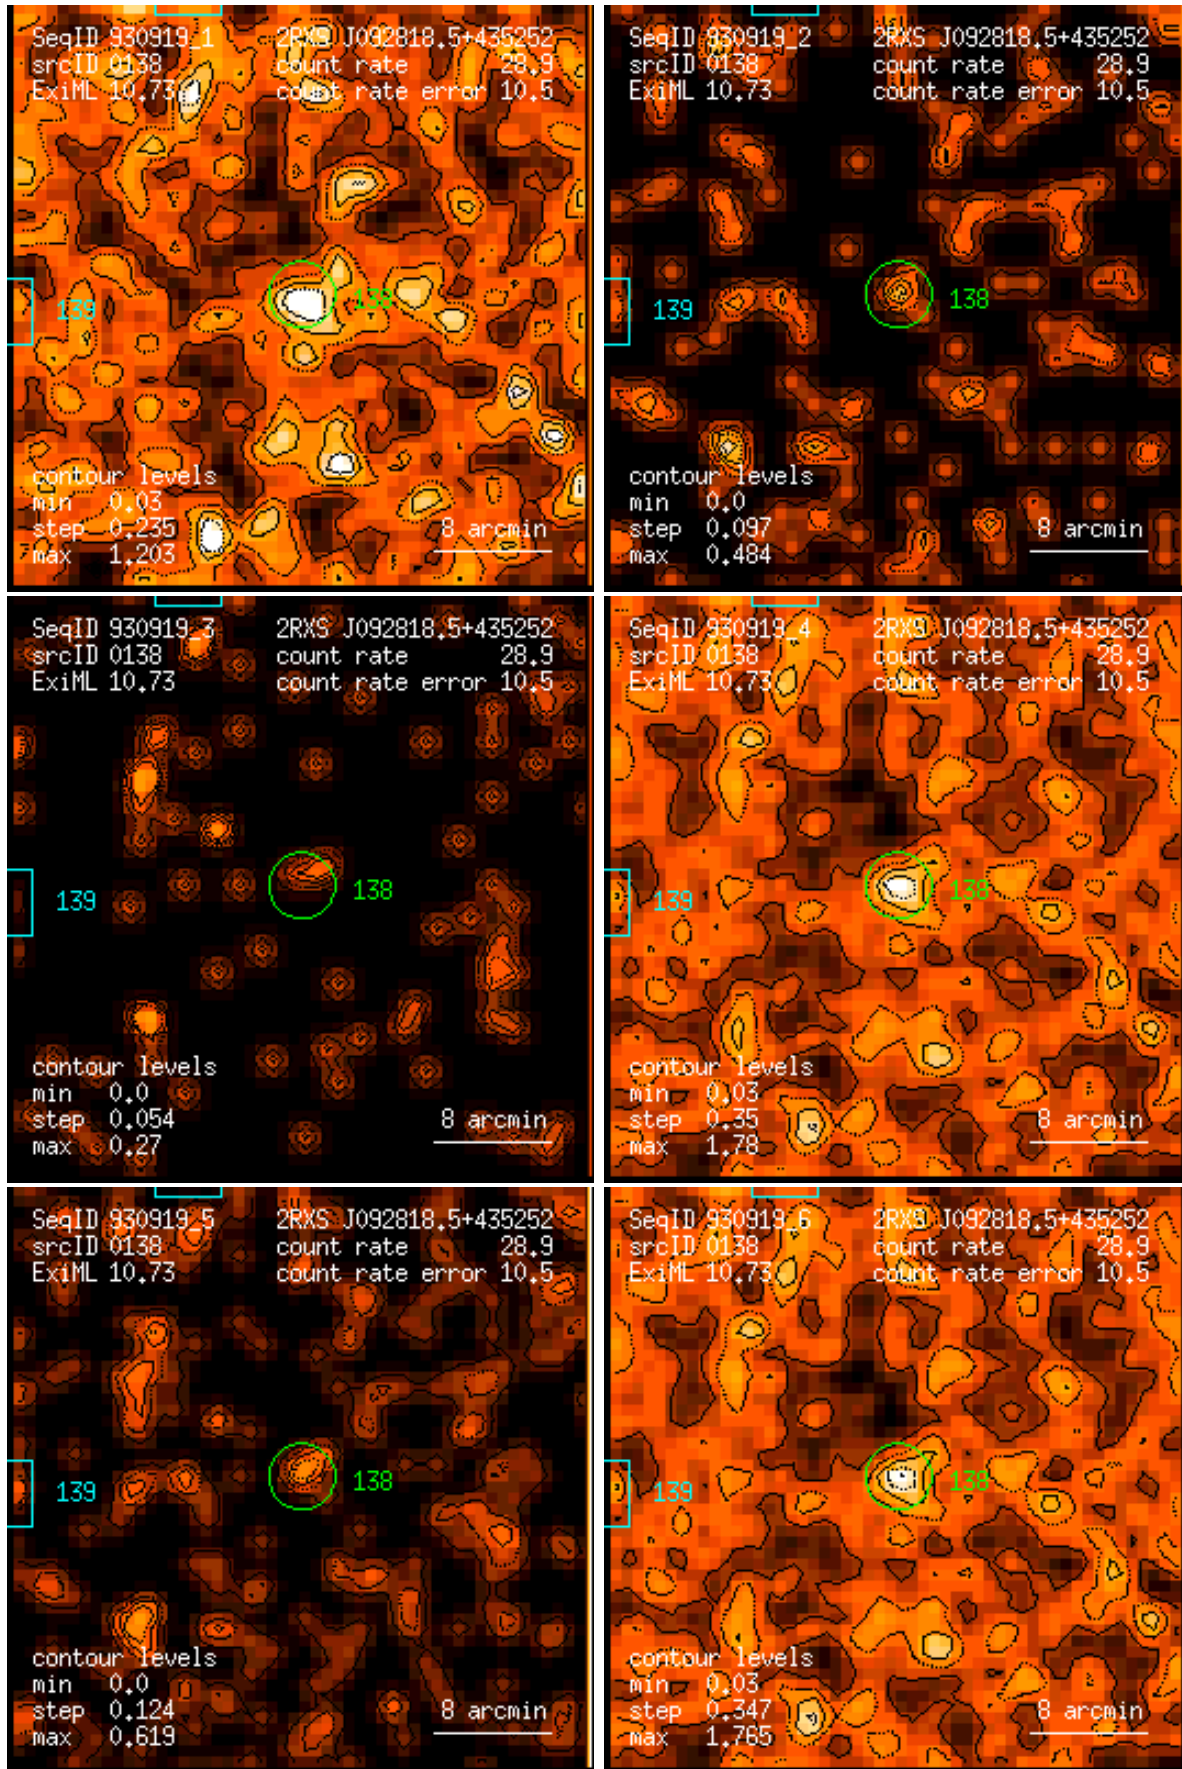 SeqID 930919_1 2RXS J092818.5+435252
srcID 0138 count rate 28.9
ExiML 10.73 count rate error 10.5
139 138
contour levels
min 0.03
step 0.235 8 arcmin
max 1.203
SeqID 930919_2 2RXS J092818.5+435252
srcID 0138 count rate 28.9
ExiML 10.73 count rate error 10.5
139 138
contour levels
min 0.0
step 0.097 8 arcmin
max 0.484
SeqID 930919_3 2RXS J092818.5+435252
srcID 0138 count rate 28.9
ExiML 10.73 count rate error 10.5
139 138
contour levels
min 0.0
step 0.054 8 arcmin
max 0.27
SeqID 930919_4 2RXS J092818.5+435252
srcID 0138 count rate 28.9
ExiML 10.73 count rate error 10.5
139 138
contour levels
min 0.03
step 0.35 8 arcmin
max 1.78
SeqID 930919_5 2RXS J092818.5+435252
srcID 0138 count rate 28.9
ExiML 10.73 count rate error 10.5
139 138
contour levels
min 0.0
step 0.124 8 arcmin
max 0.619
SeqID 930919_6 2RXS J092818.5+435252
srcID 0138 count rate 28.9
ExiML 10.73 count rate error 10.5
139 138
contour levels
min 0.03
step 0.347 8 arcmin
max 1.765